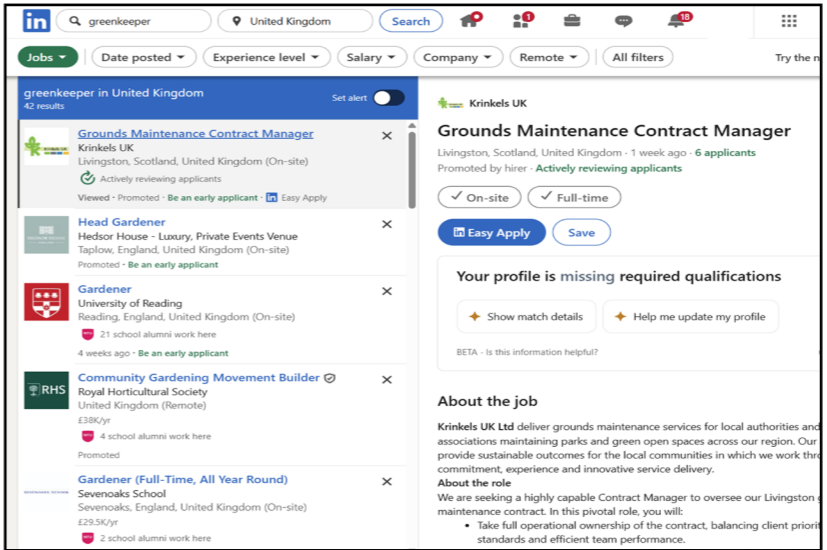 in
greenkeeper
United Kingdom
Search
1
18
Jobs
Date posted
Experience level
Salary
Company
Remote
All filters
Try the n
greenkeeper in United Kingdom
42 results
Set alert
Grounds Maintenance Contract Manager
Krinkels UK
Livingston, Scotland, United Kingdom (On-site)
Actively reviewing applicants
Viewed · Promoted · Be an early applicant · in Easy Apply
Head Gardener
Hedsor House - Luxury, Private Events Venue
Taplow, England, United Kingdom (On-site)
Promoted · Be an early applicant
Gardener
University of Reading
Reading, England, United Kingdom (On-site)
21 school alumni work here
4 weeks ago · Be an early applicant
RHS
Community Gardening Movement Builder
Royal Horticultural Society
United Kingdom (Remote)
£38K/yr
4 school alumni work here
Promoted
Gardener (Full-Time, All Year Round)
Sevenoaks School
Sevenoaks, England, United Kingdom (On-site)
£29.5K/yr
2 school alumni work here
Krinkels UK
Grounds Maintenance Contract Manager
Livingston, Scotland, United Kingdom · 1 week ago · 6 applicants
Promoted by hirer · Actively reviewing applicants
On-site
Full-time
in Easy Apply
Save
Your profile is missing required qualifications
Show match details
Help me update my profile
BETA · Is this information helpful?
About the job
Krinkels UK Ltd deliver grounds maintenance services for local authorities and
associations maintaining parks and green open spaces across our region. Our
provide sustainable outcomes for the local communities in which we work thro
commitment, experience and innovative service delivery.
About the role
We are seeking a highly capable Contract Manager to oversee our Livingston g
maintenance contract. In this pivotal role, you will:
• Take full operational ownership of the contract, balancing client priorit
standards and efficient team performance.